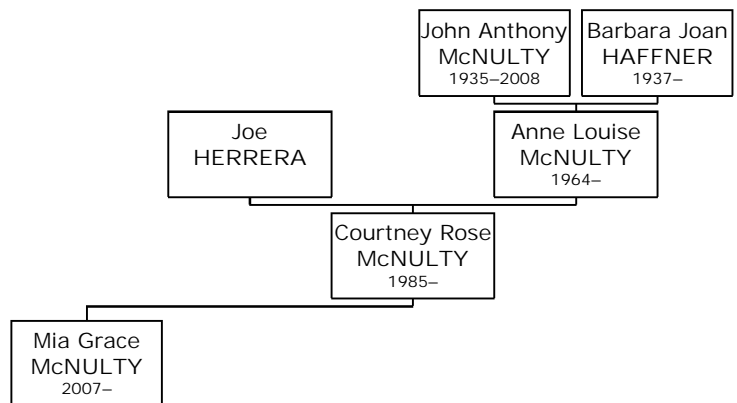 John Anthony
McNULTY
1935–2008
Barbara Joan
HAFFNER
1937–
Joe
HERRERA
Anne Louise
McNULTY
1964–
Courtney Rose
McNULTY
1985–
Mia Grace
McNULTY
2007–